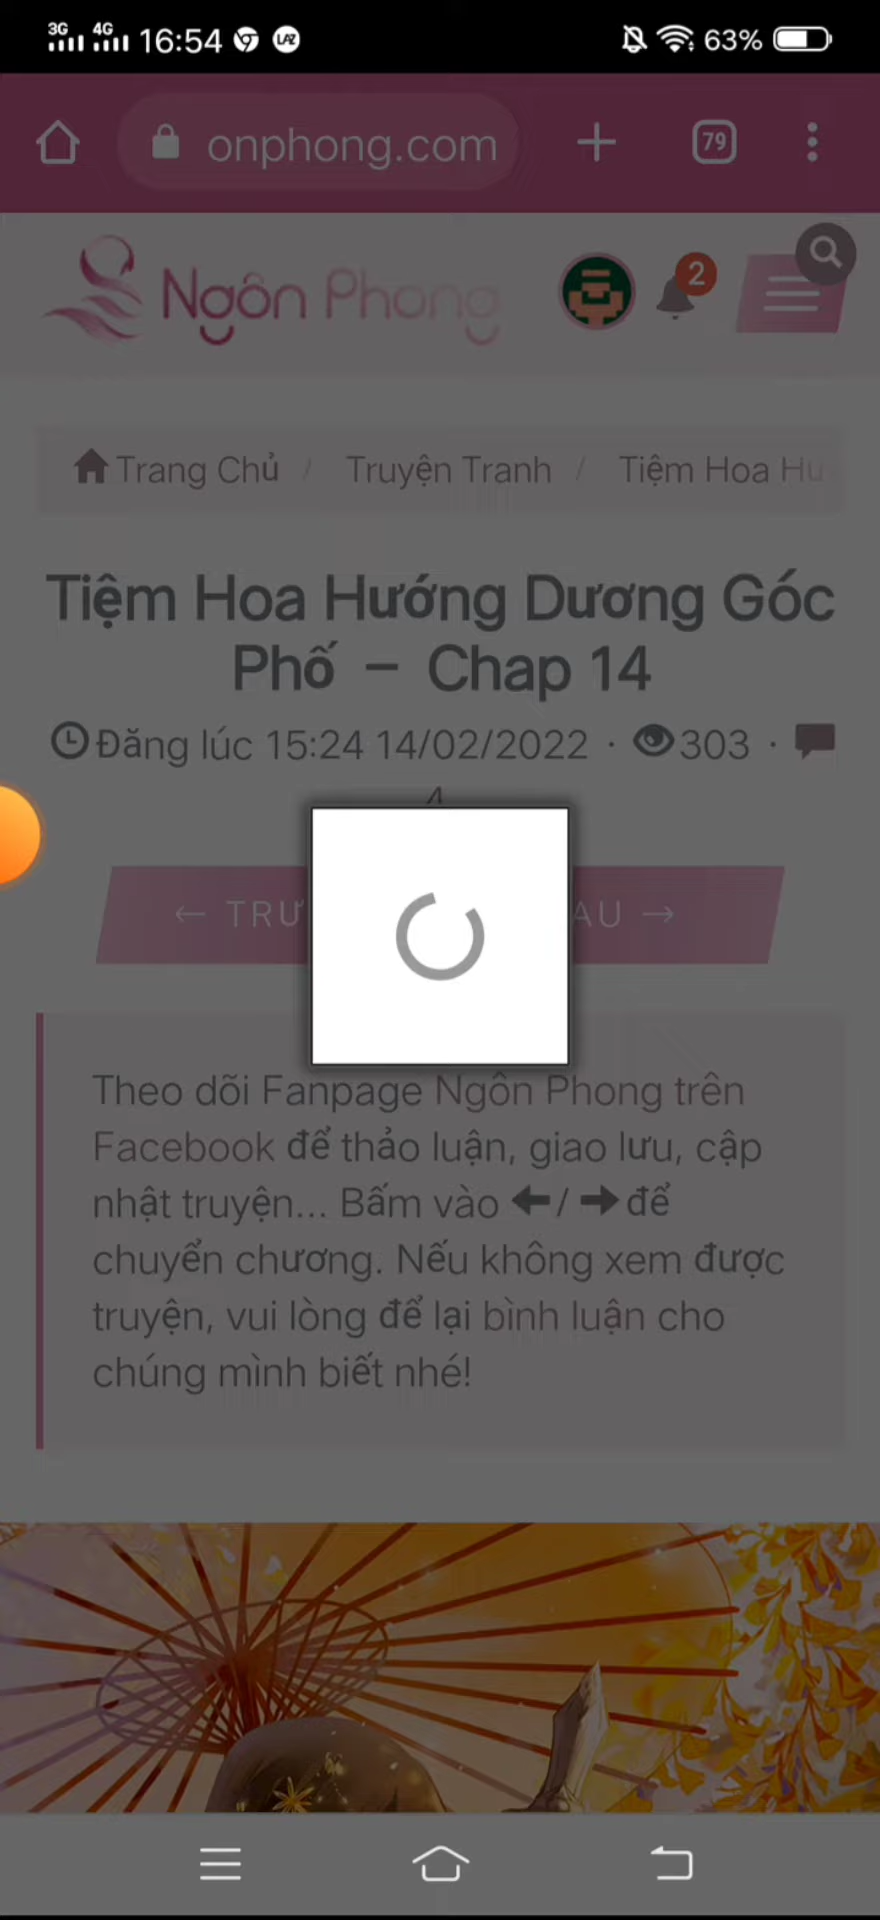 3G 4G 16:54 LAZ 63%
onphong.com 79
Ngôn Phong 2
Trang Chủ / Truyện Tranh / Tiệm Hoa Hư
Tiệm Hoa Hướng Dương Góc
Phố – Chap 14
Đăng lúc 15:24 14/02/2022 · 303 ·
4
← TRƯ AU →
Theo dõi Fanpage Ngôn Phong trên
Facebook để thảo luận, giao lưu, cập
nhật truyện... Bấm vào ← / → để
chuyển chương. Nếu không xem được
truyện, vui lòng để lại bình luận cho
chúng mình biết nhé!